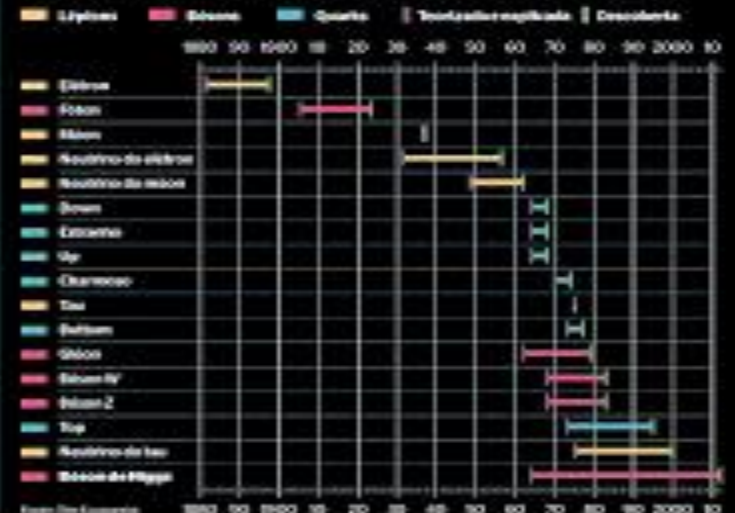 Léptons Bósons Quarks Teorizado/explicada Descoberta
1880 90 1900 10 20 30 40 50 60 70 80 90 2000 10
Elétron
Fóton
Múon
Neutrino do elétron
Neutrino do múon
Down
Estranho
Up
Charmoso
Tau
Bottom
Glúon
Bóson W
Bóson Z
Top
Neutrino do tau
Bóson de Higgs
1880 90 1900 10 20 30 40 50 60 70 80 90 2000 10